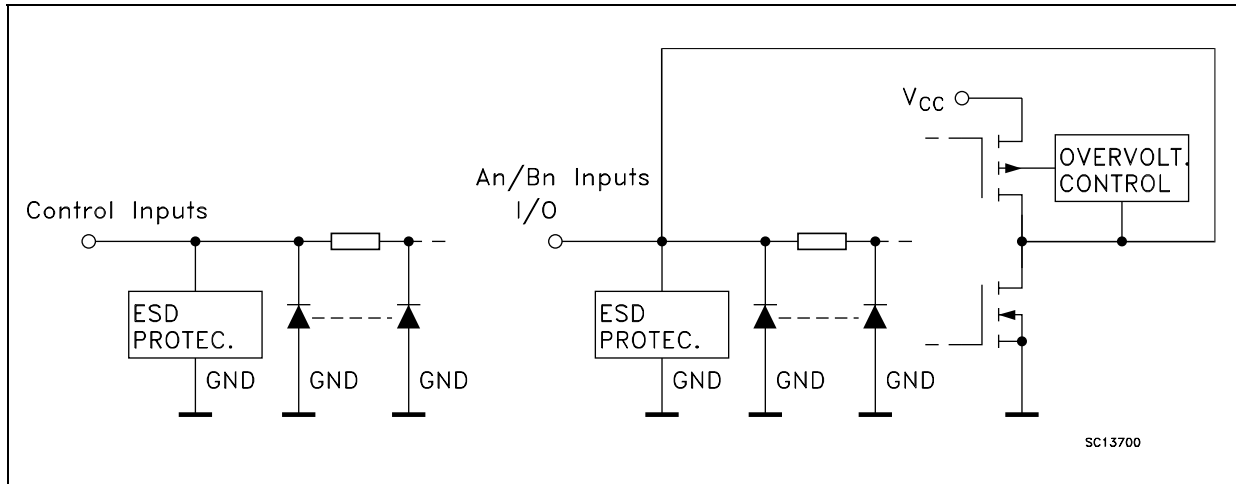 Control Inputs
ESD
PROTEC.
GND
GND
GND
An/Bn Inputs
I/O
ESD
PROTEC.
GND
GND
GND
VCC
OVERVOLT.
CONTROL
SC13700